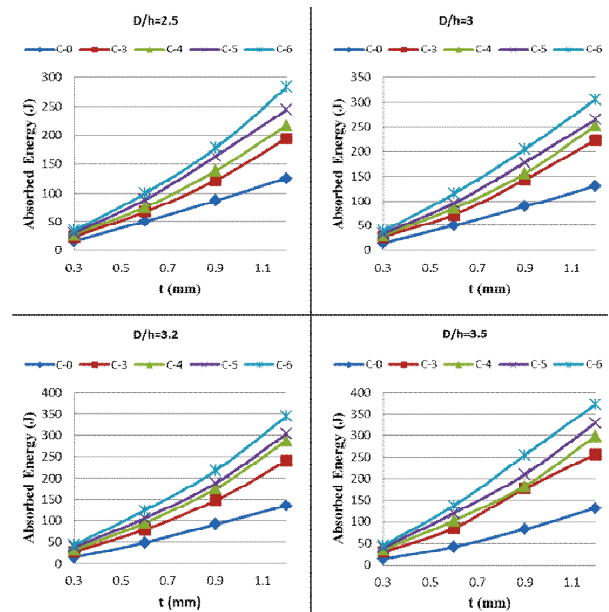 D/h=2.5
C-0 C-3 C-4 C-5 C-6
Absorbed Energy (J)
300
250
200
150
100
50
0
0.3 0.5 0.7 0.9 1.1
t (mm)
D/h=3
C-0 C-3 C-4 C-5 C-6
Absorbed Energy (J)
350
300
250
200
150
100
50
0
0.3 0.5 0.7 0.9 1.1
t (mm)
D/h=3.2
C-0 C-3 C-4 C-5 C-6
Absorbed Energy (J)
400
350
300
250
200
150
100
50
0
0.3 0.5 0.7 0.9 1.1
t (mm)
D/h=3.5
C-0 C-3 C-4 C-5 C-6
Absorbed Energy (J)
400
350
300
250
200
150
100
50
0
0.3 0.5 0.7 0.9 1.1
t (mm)